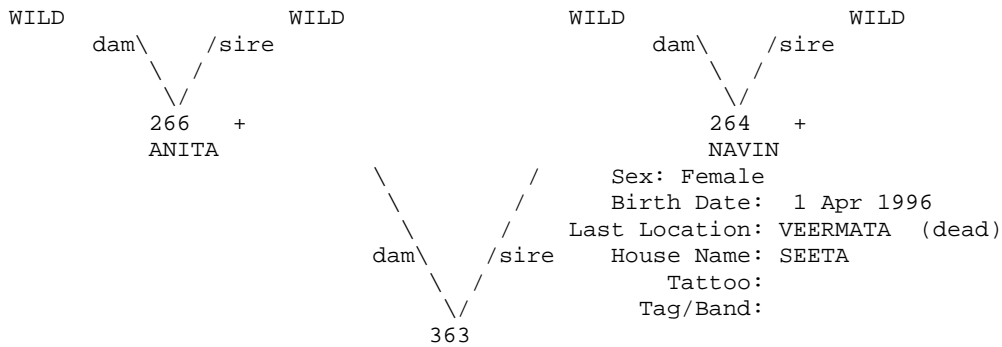 WILD WILD WILD WILD
dam\ /sire dam\ /sire
\ / \ /
\/ \/
266 + 264 +
ANITA NAVIN
\ / Sex: Female
\ / Birth Date: 1 Apr 1996
\ / Last Location: VEERMATA (dead)
dam\ /sire House Name: SEETA
\ / Tattoo:
\/ Tag/Band:
363